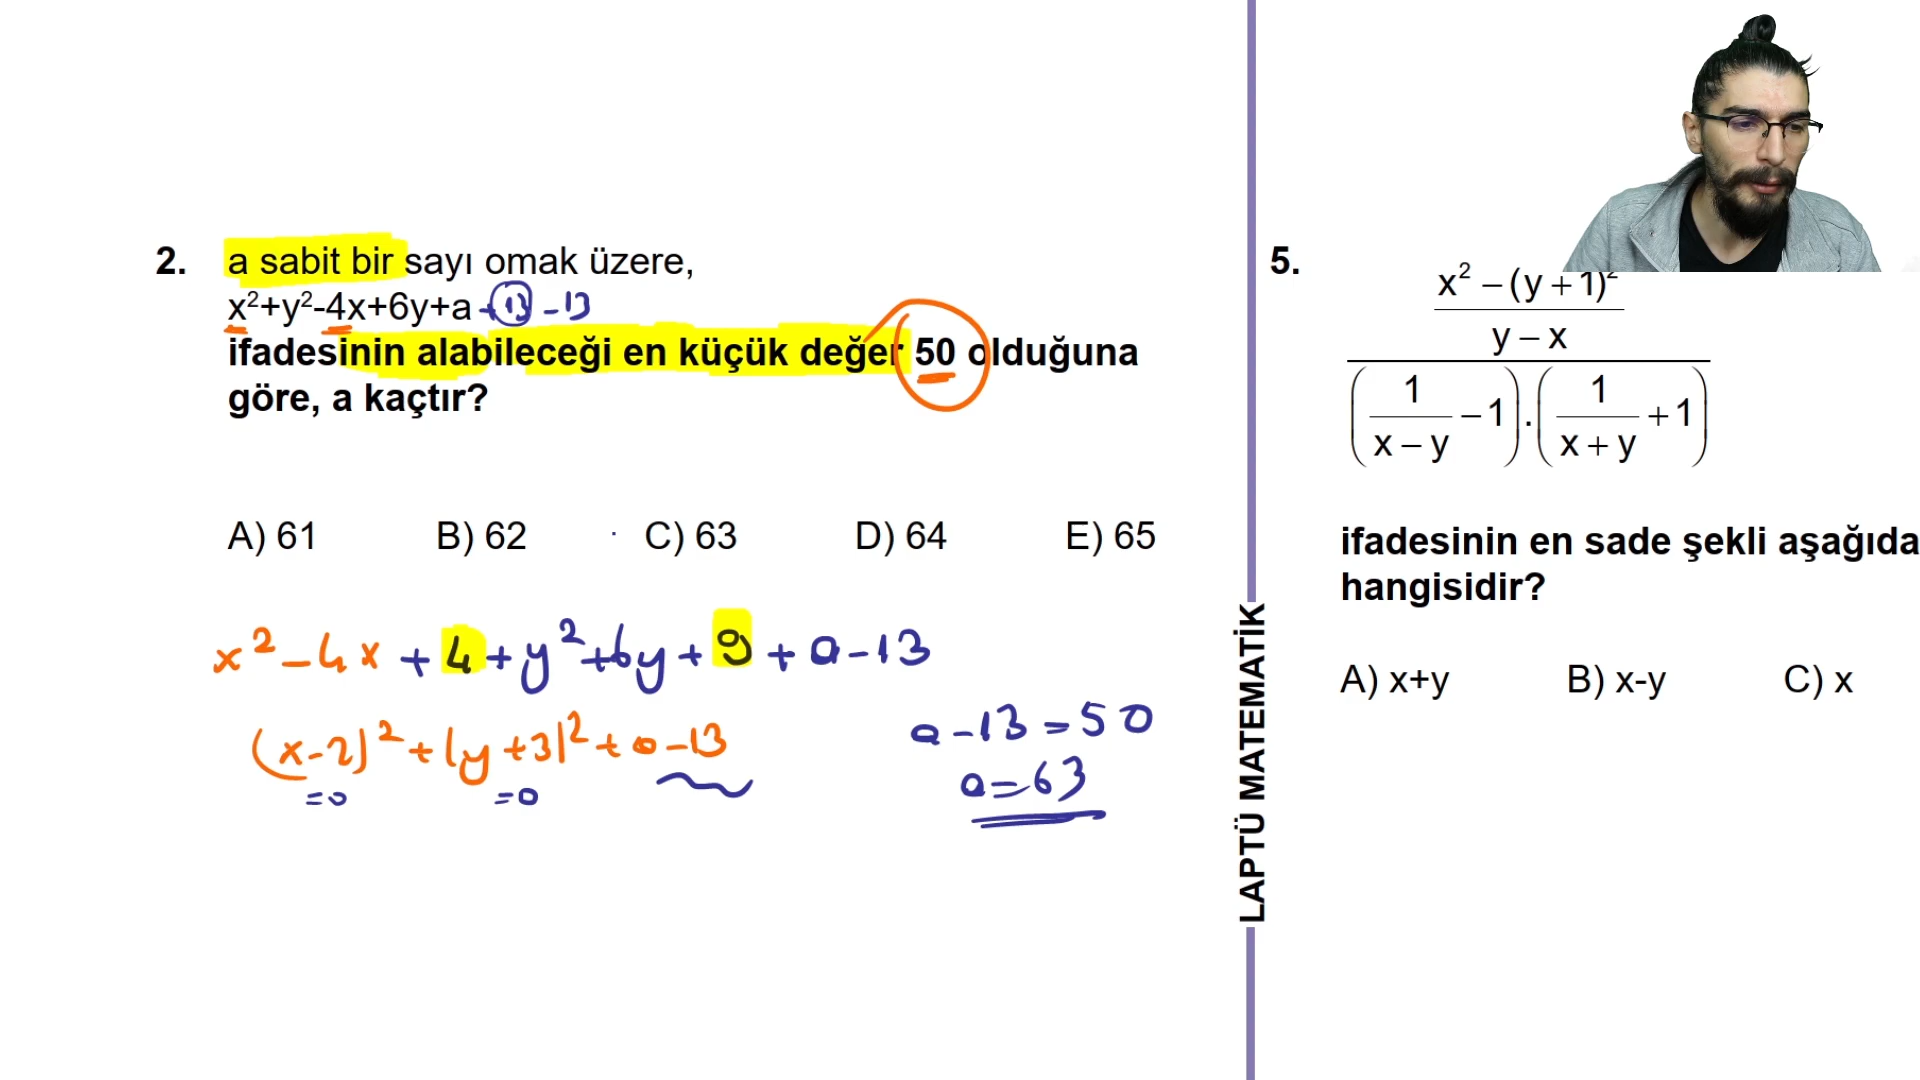 2. a sabit bir sayı omak üzere,
x²+y²-4x+6y+a +13 -13
ifadesinin alabileceği en küçük değer 50 olduğuna
göre, a kaçtır?
A) 61 B) 62 C) 63 D) 64 E) 65
x² - 4x + 4 + y² + 6y + 9 + a - 13
(x-2)² + (y+3)² + a - 13
=0 =0
a - 13 = 50
a = 63
LAPTÜ MATEMATİK
5.
x² – (y + 1)²
y – x
(1/(x – y) – 1) . (1/(x + y) + 1)
ifadesinin en sade şekli aşağıda
hangisidir?
A) x+y B) x-y C) x